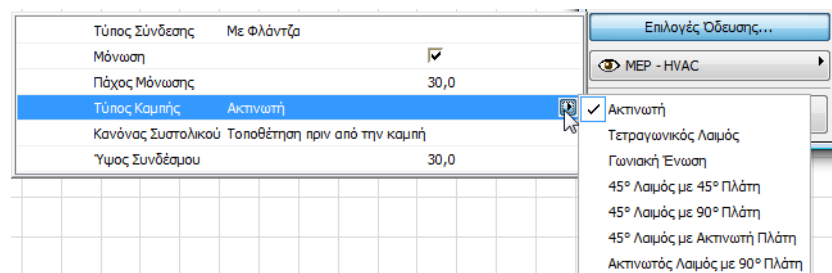 Τύπος Σύνδεσης Με Φλάντζα
Μόνωση
Πάχος Μόνωσης 30,0
Τύπος Καμπής Ακτινωτή
Κανόνας Συστολικού Τοποθέτηση πριν από την καμπή
Ύψος Συνδέσμου 30,0
Επιλογές Όδευσης...
MEP - HVAC
Ακτινωτή
Τετραγωνικός Λαιμός
Γωνιακή Ένωση
45° Λαιμός με 45° Πλάτη
45° Λαιμός με 90° Πλάτη
45° Λαιμός με Ακτινωτή Πλάτη
Ακτινωτός Λαιμός με 90° Πλάτη